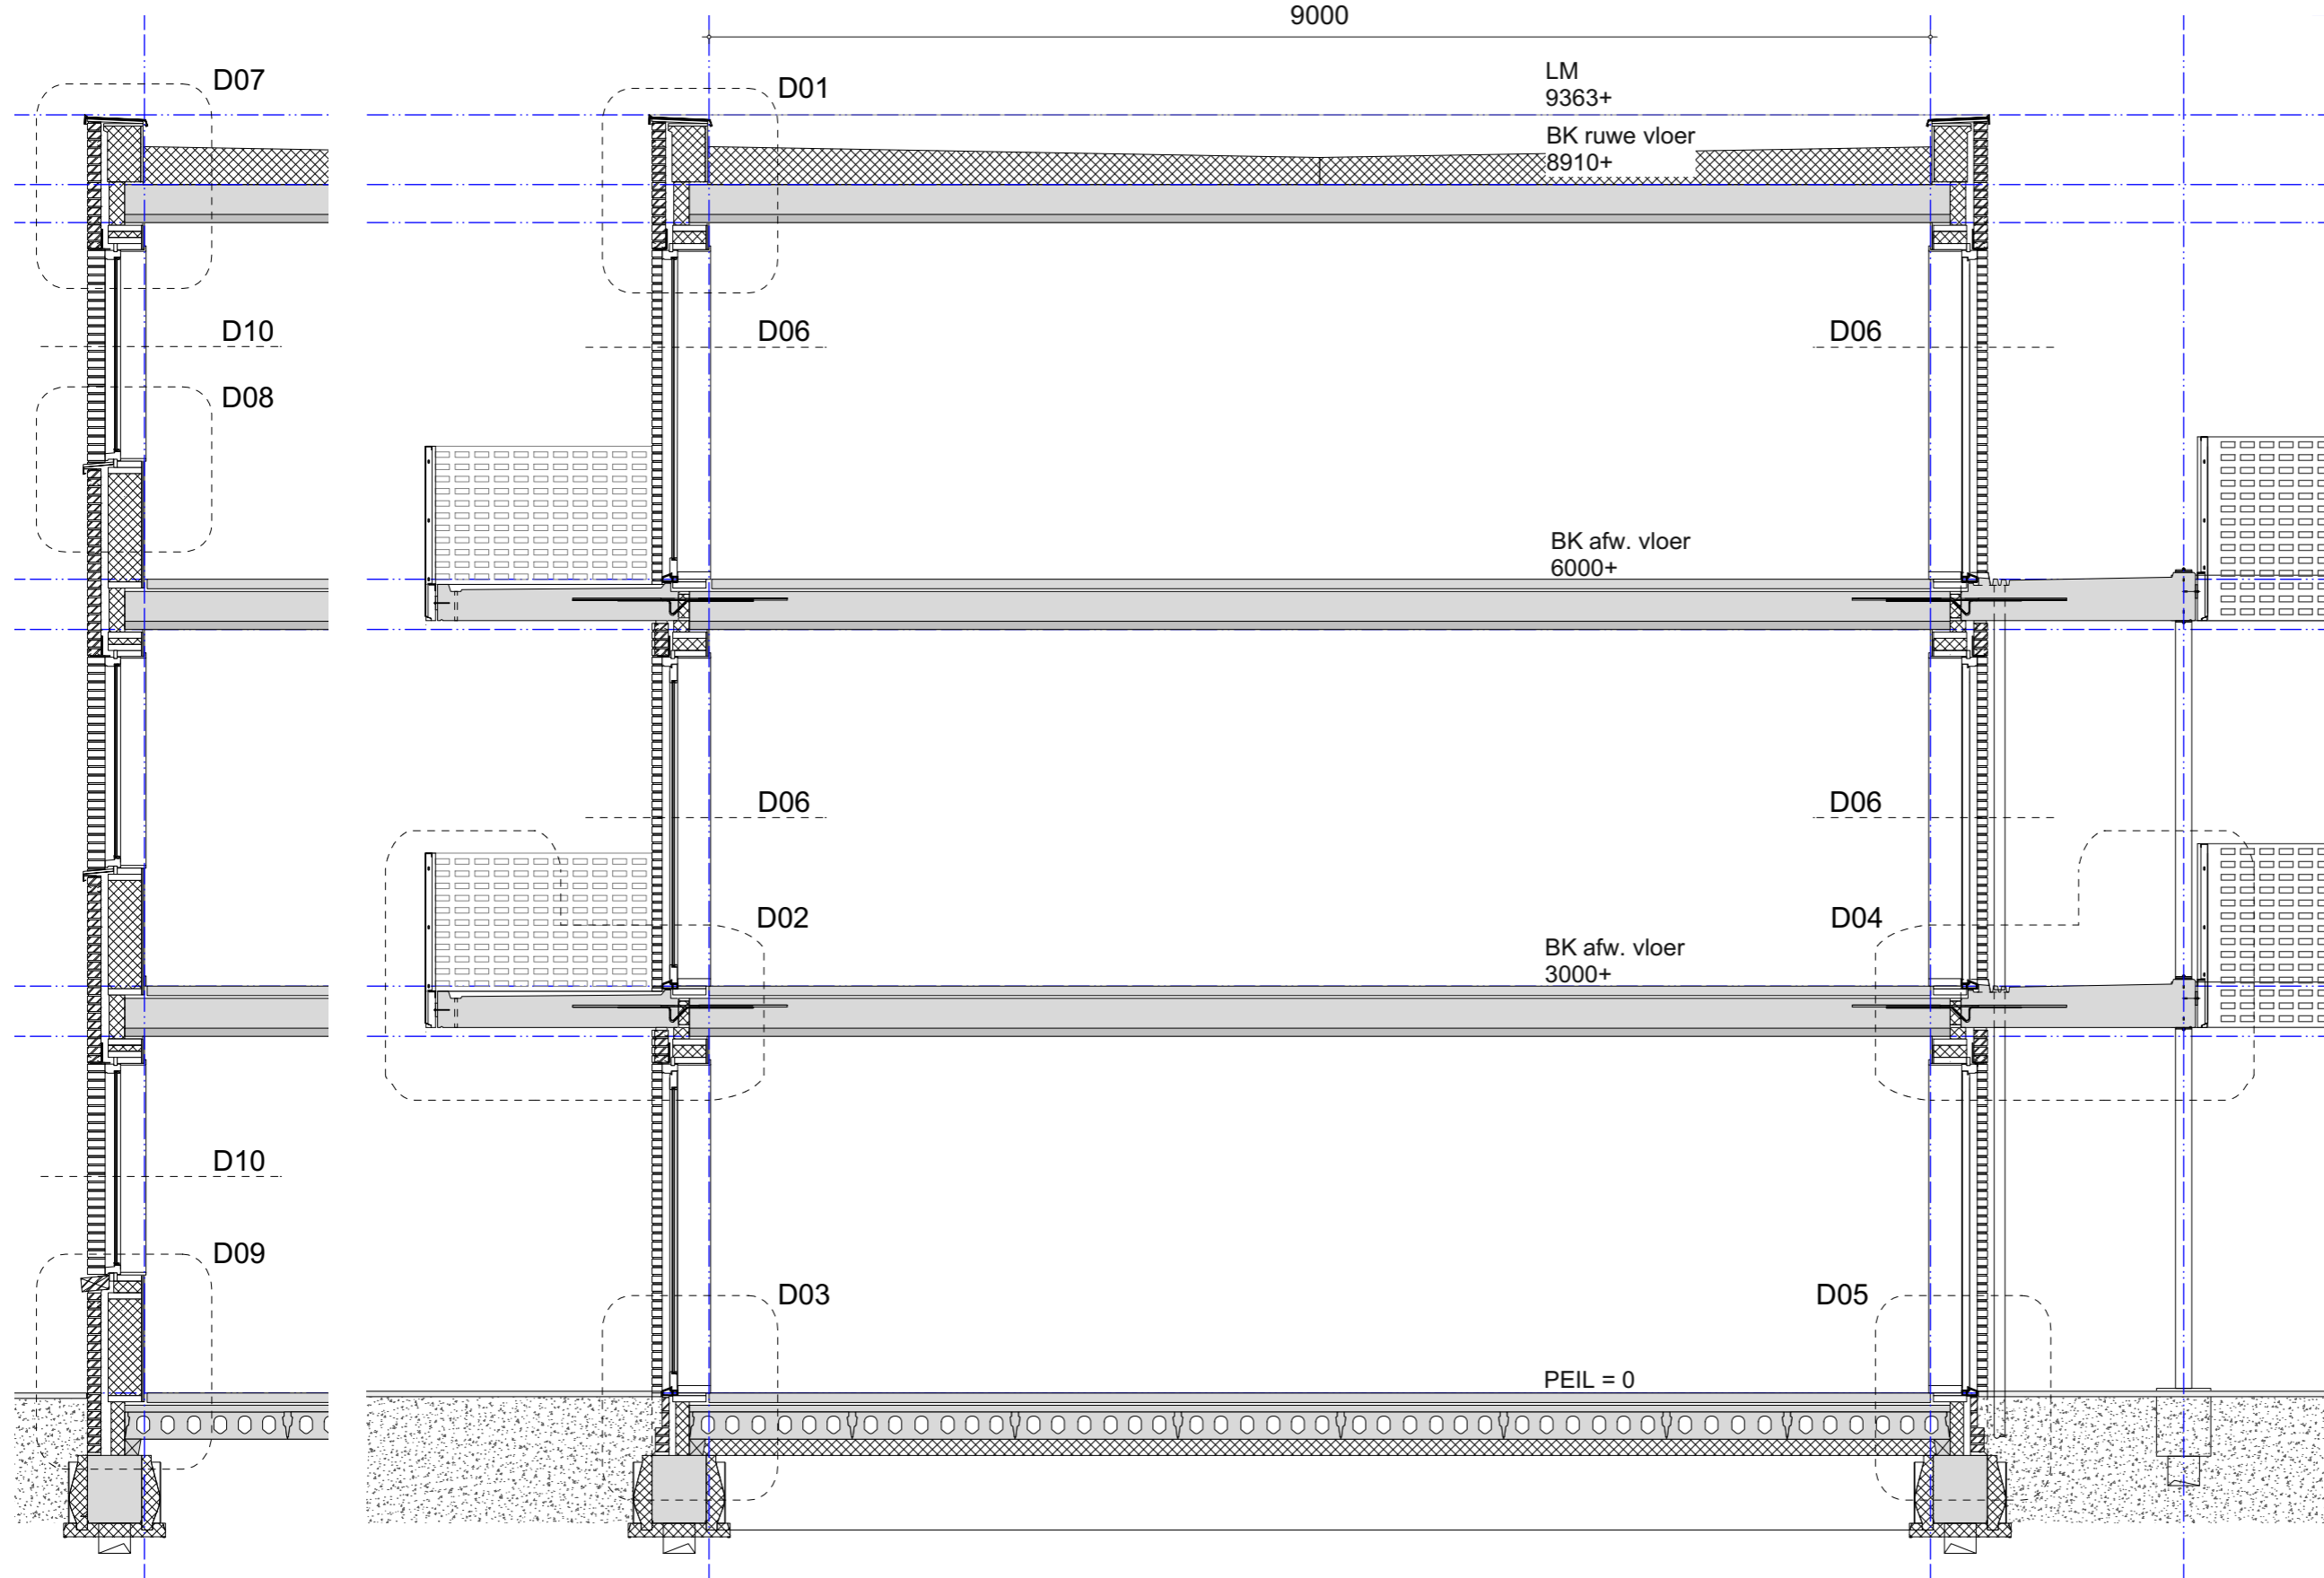 9000
D07
D01
LM
9363+
BK ruwe vloer
8910+
D10
D06
D06
D08
BK afw. vloer
6000+
D06
D06
D02
D04
BK afw. vloer
3000+
D10
D09
D03
D05
PEIL = 0